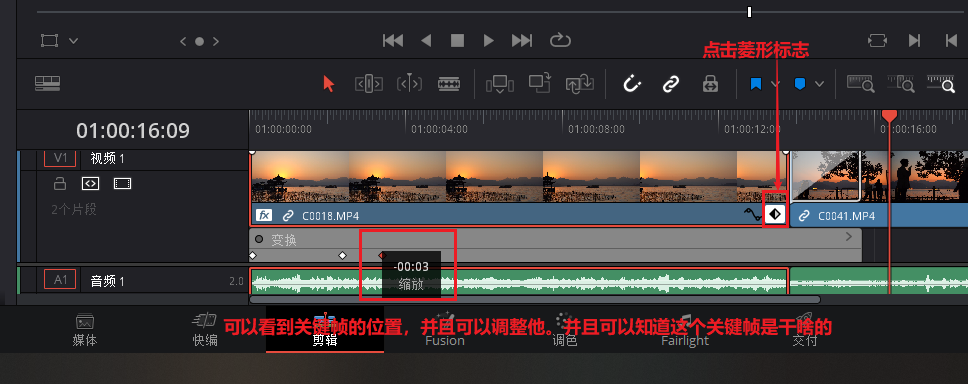 点击菱形标志
01:00:16:09
01:00:00:00
01:00:04:00
01:00:08:00
01:00:12:00
01:00:16:00
V1
视频 1
2个片段
fx
C0018.MP4
C0041.MP4
变换
-00:03
缩放
A1
音频 1
2.0
可以看到关键帧的位置，并且可以调整他。并且可以知道这个关键帧是干啥的
媒体
快编
剪辑
Fusion
调色
Fairlight
交付